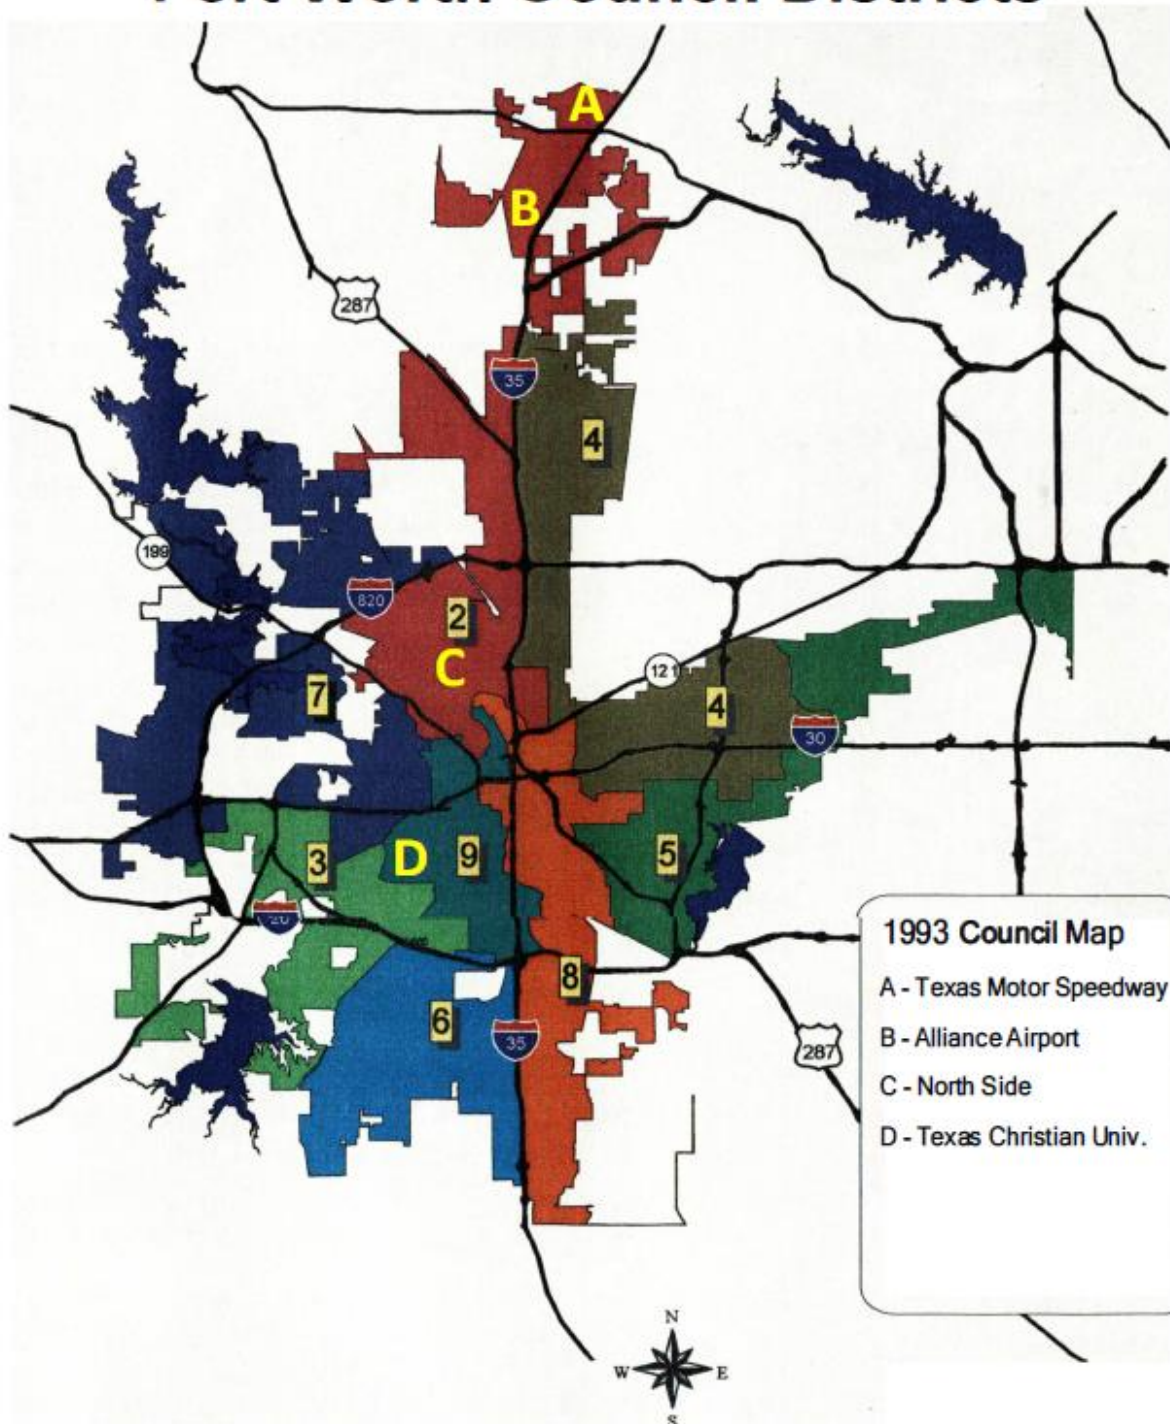 Fort Worth Council Districts
A
B
287
35
4
199
820
2
C
121
7
4
30
3
D
9
5
20
8
6
35
287
1993 Council Map
A - Texas Motor Speedway
B - Alliance Airport
C - North Side
D - Texas Christian Univ.
N
W E
S